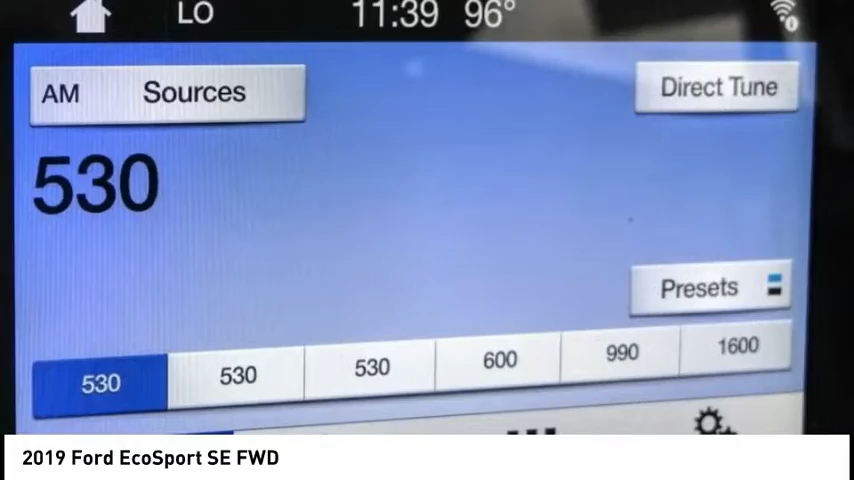 LO 11:39 96°
AM Sources Direct Tune
530
Presets
530 530 530 600 990 1600
2019 Ford EcoSport SE FWD